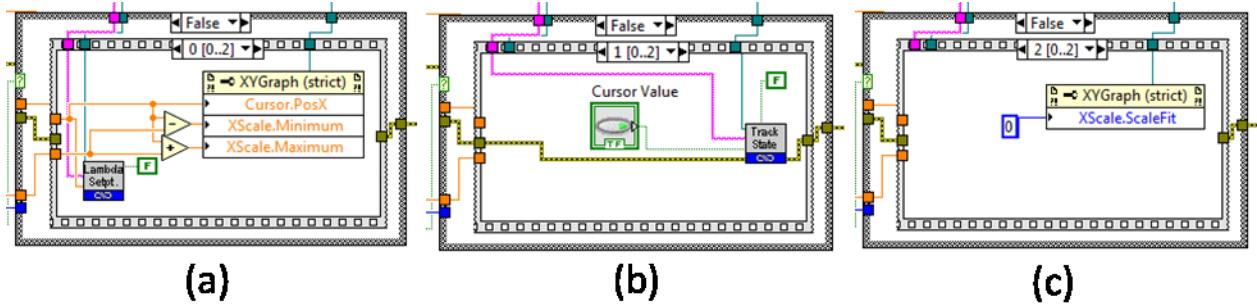 False
0 [0..2]
XYGraph (strict)
Cursor.PosX
XScale.Minimum
XScale.Maximum
?
-
+
Lambda
Setpt.
F
(a)
False
1 [0..2]
F
Cursor Value
TF
Track
State
?
(b)
False
2 [0..2]
XYGraph (strict)
XScale.ScaleFit
0
?
(c)